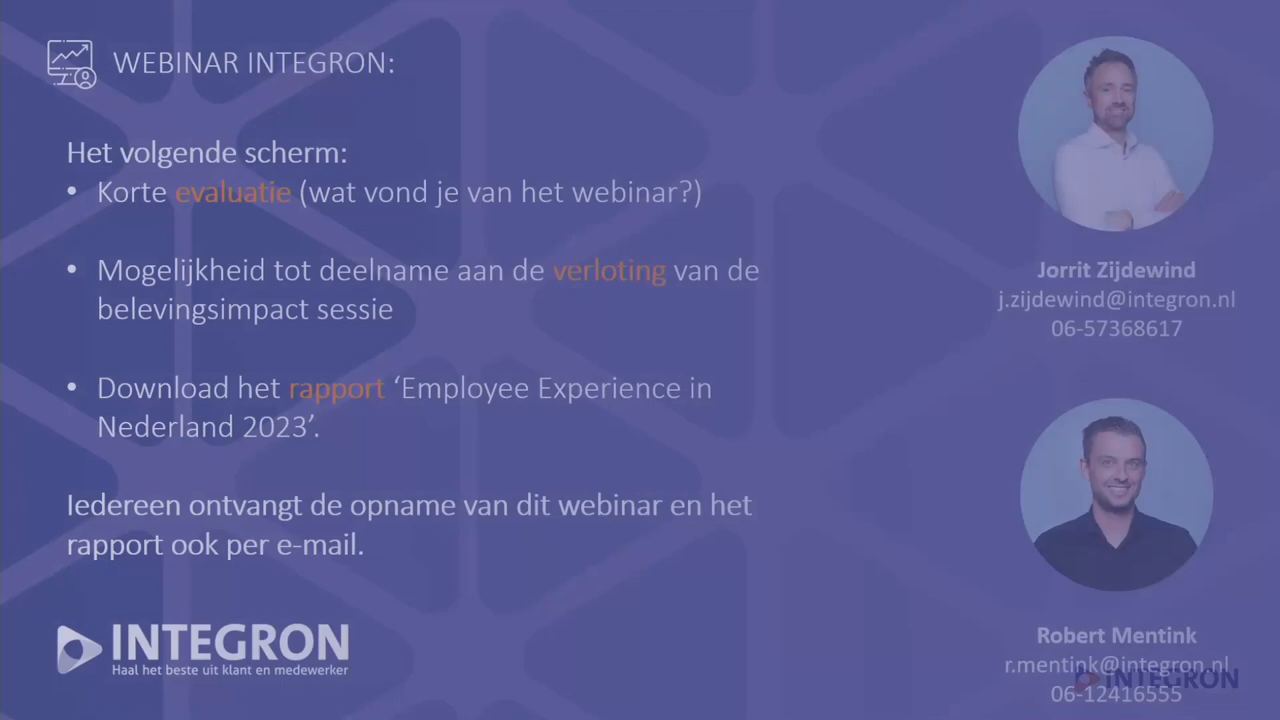 WEBINAR INTEGRON:
Het volgende scherm:
• Korte evaluatie (wat vond je van het webinar?)
• Mogelijkheid tot deelname aan de verloting van de
belevingsimpact sessie
• Download het rapport ‘Employee Experience in
Nederland 2023’.
Iedereen ontvangt de opname van dit webinar en het
rapport ook per e-mail.
INTEGRON
Haal het beste uit klant en medewerker
Jorrit Zijdewind
j.zijdewind@integron.nl
06-57368617
Robert Mentink
r.mentink@integron.nl
06-12416555
INTEGRON